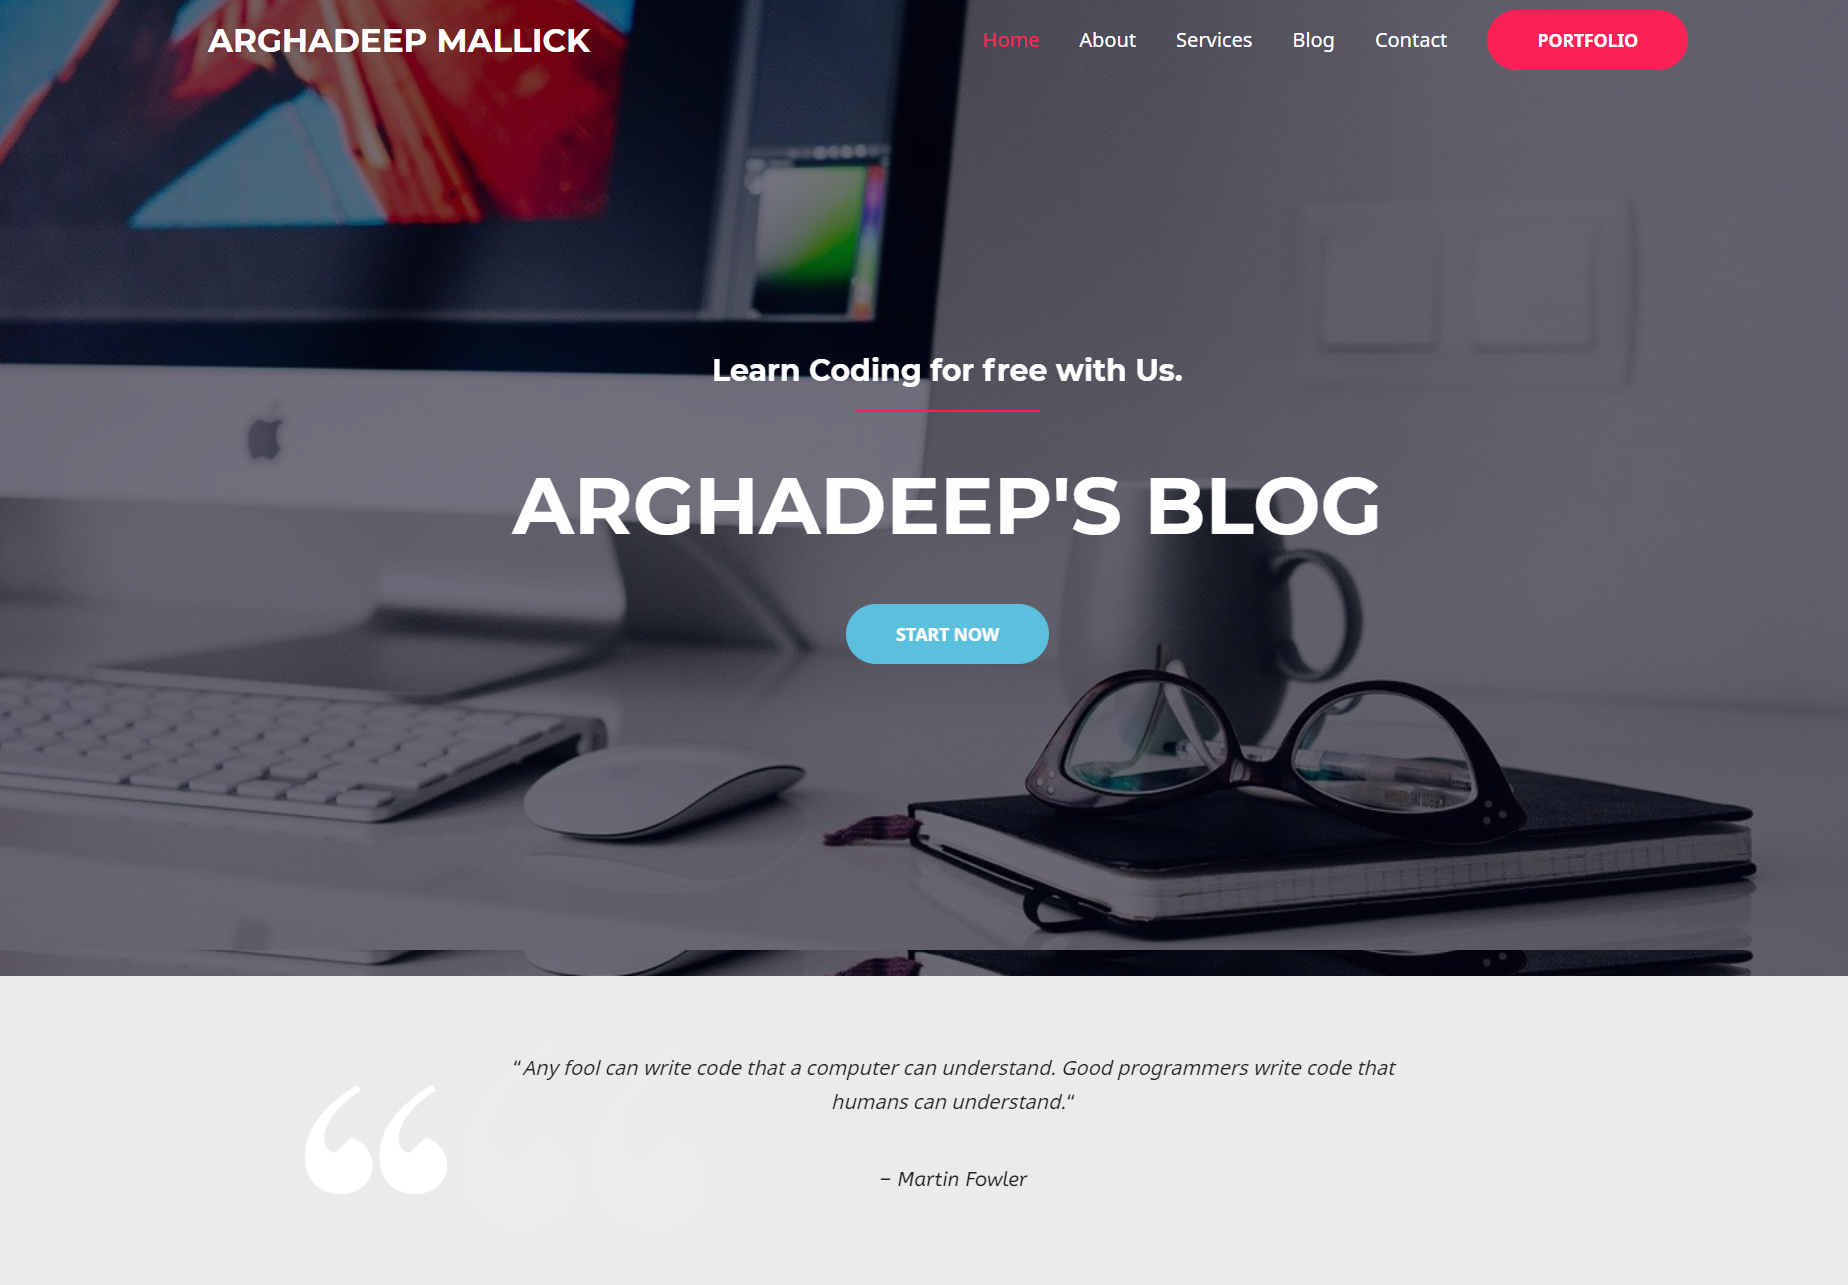 ARGHADEEP MALLICK
Home About Services Blog Contact PORTFOLIO
Learn Coding for free with Us.
ARGHADEEP'S BLOG
START NOW
“Any fool can write code that a computer can understand. Good programmers write code that
humans can understand.“
– Martin Fowler